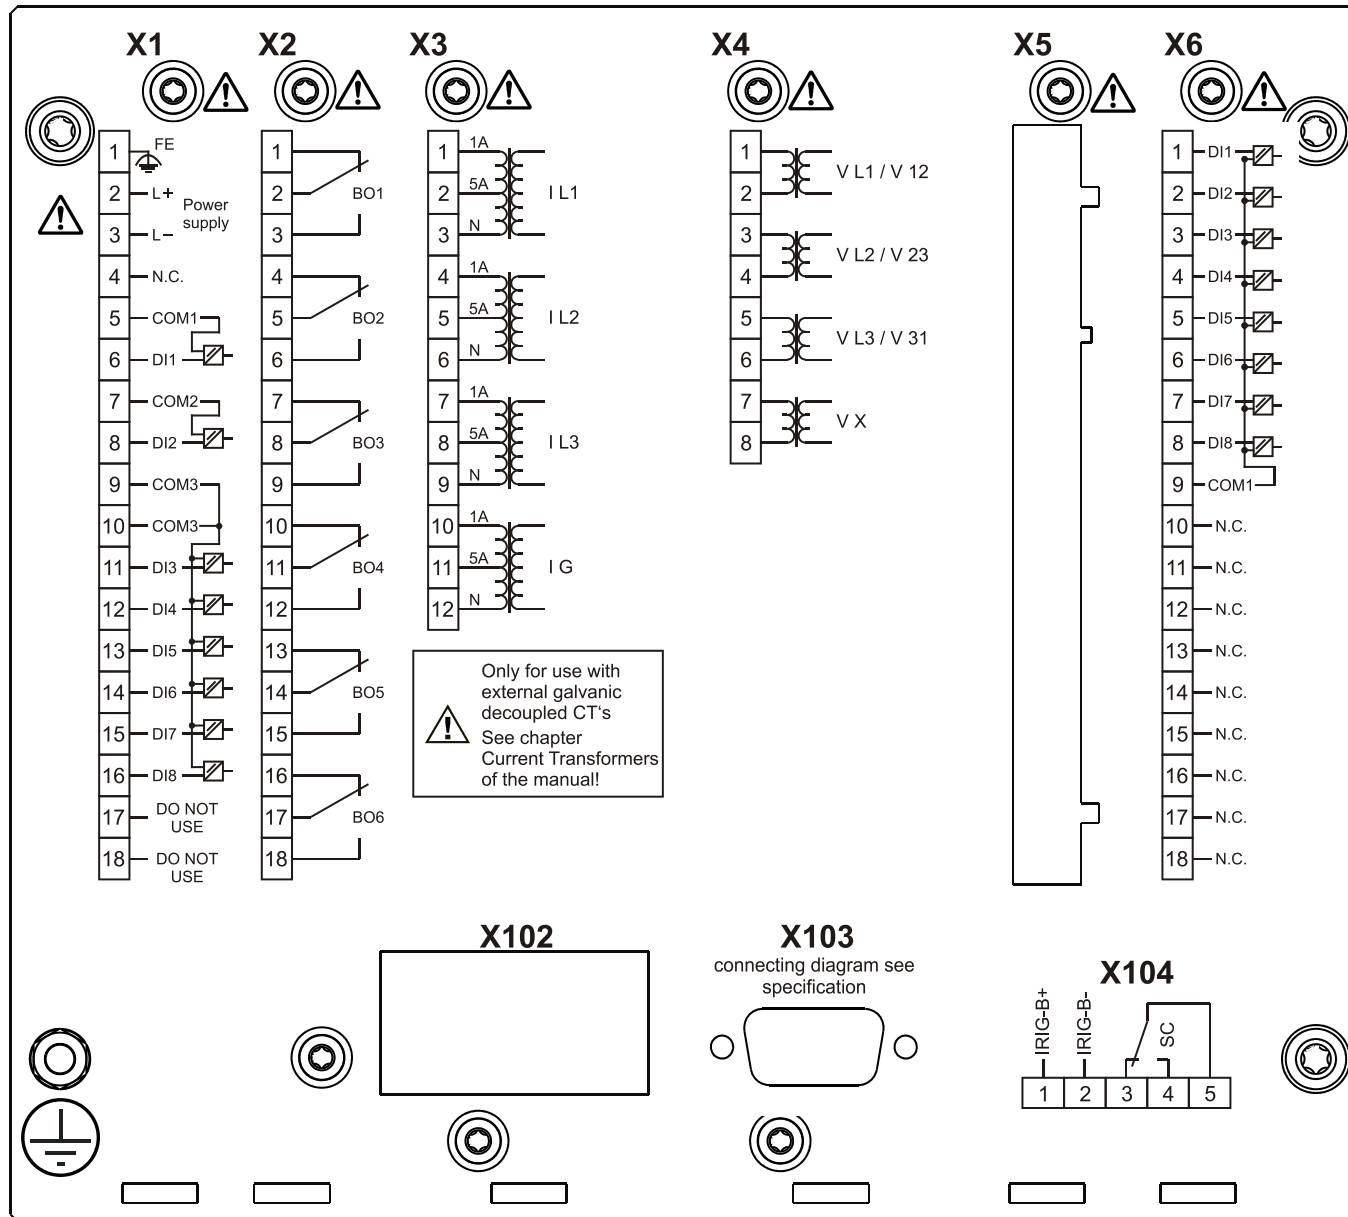 X1 X2 X3 X4 X5 X6
1 FE
2 L+
3 L−
Power
supply
4 N.C.
5 COM1
6 DI1
7 COM2
8 DI2
9 COM3
10 COM3
11 DI3
12 DI4
13 DI5
14 DI6
15 DI7
16 DI8
17 DO NOT
USE
18 DO NOT
USE
1
2 BO1
3
4
5 BO2
6
7
8 BO3
9
10
11 BO4
12
13
14 BO5
15
16
17 BO6
18
1 1A
2 5A I L1
3 N
4 1A
5 5A I L2
6 N
7 1A
8 5A I L3
9 N
10 1A
11 5A I G
12 N
Only for use with
external galvanic
decoupled CT‘s
See chapter
Current Transformers
of the manual!
1
V L1 / V 12
2
3
V L2 / V 23
4
5
V L3 / V 31
6
7
V X
8
1 DI1
2 DI2
3 DI3
4 DI4
5 DI5
6 DI6
7 DI7
8 DI8
9 COM1
10 N.C.
11 N.C.
12 N.C.
13 N.C.
14 N.C.
15 N.C.
16 N.C.
17 N.C.
18 N.C.
X102
X103
connecting diagram see
specification
X104
IRIG-B+
IRIG-B-
SC
1 2 3 4 5